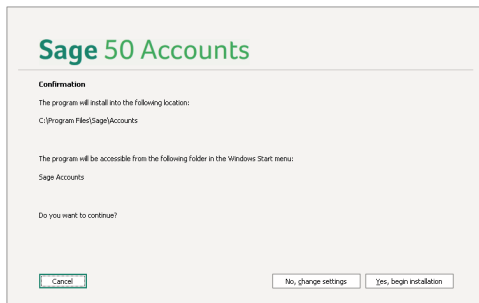 Sage 50 Accounts
Confirmation
The program will install into the following location:
C:\Program Files\Sage\Accounts
The program will be accessible from the following folder in the Windows Start menu:
Sage Accounts
Do you want to continue?
Cancel
No, change settings
Yes, begin installation